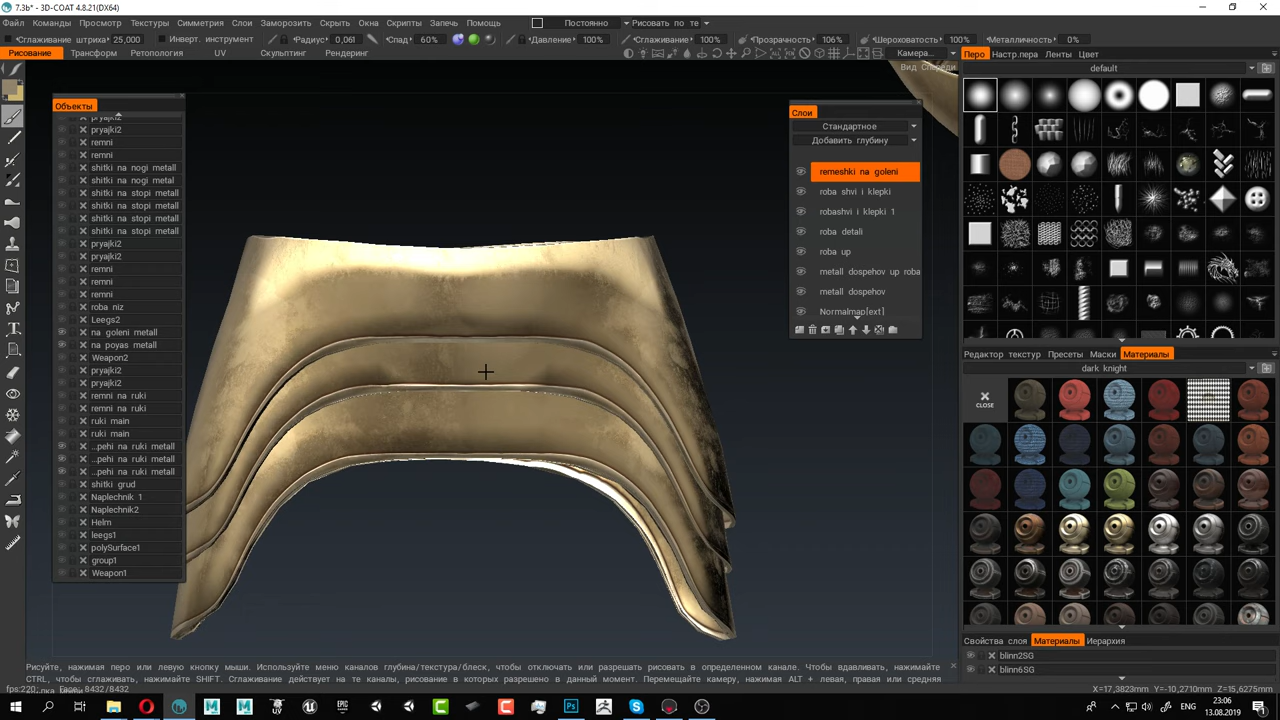 7.3b* - 3D-COAT 4.8.21(DX64)
Файл Команды Просмотр Текстуры Симметрия Слои Заморозить Скрыть Окна Скрипты Запечь Помощь Постоянно Рисовать по те
Сглаживание штриха 25,000 Инверт. инструмент Радиус 0,061 Спад 60% Давление 100% Сглаживание 100% Прозрачность 106% Шероховатость 100% Металличность 0%
Рисование Трансформ Ретопология UV Скульптинг Рендеринг Камера...
Вид Спереди
Перо Настр.пера Ленты Цвет
default
Объекты
pryajki2
pryajki2
remni
remni
shitki na nogi metall
shitki na nogi metal
shitki na stopi metall
shitki na stopi metall
shitki na stopi metall
shitki na stopi metall
pryajki2
pryajki2
remni
remni
remni
roba niz
Leegs2
na goleni metall
na poyas metall
Weapon2
pryajki2
pryajki2
remni na ruki
remni na ruki
ruki main
ruki main
...pehi na ruki metall
...pehi na ruki metall
...pehi na ruki metall
shitki grud
Naplechnik 1
Naplechnik2
Helm
leegs1
polySurface1
group1
Weapon1
Слои
Стандартное
Добавить глубину
remeshki na goleni
roba shvi i klepki
robashvi i klepki 1
roba detali
roba up
metall dospehov up roba
metall dospehov
Normalmap[ext]
Редактор текстур Пресеты Маски Материалы
dark knight
CLOSE
Свойства слоя Материалы Иерархия
blinn2SG
blinn6SG
Рисуйте, нажимая перо или левую кнопку мыши. Используйте меню каналов глубина/текстура/блеск, чтобы отключать или разрешать рисовать в определенном канале. Чтобы вдавливать, нажимайте
CTRL, чтобы сглаживать, нажимайте SHIFT. Сглаживание действует на те каналы, рисование в которых разрешено в данный момент. Перемещайте камеру, нажимая ALT + левая, правая или средняя
fps:220; Face: 8432/8432
X=17,3823mm Y=-10,2710mm Z=15,6275mm
UV
EPIC
Ps
ENG
23:06
13.08.2019